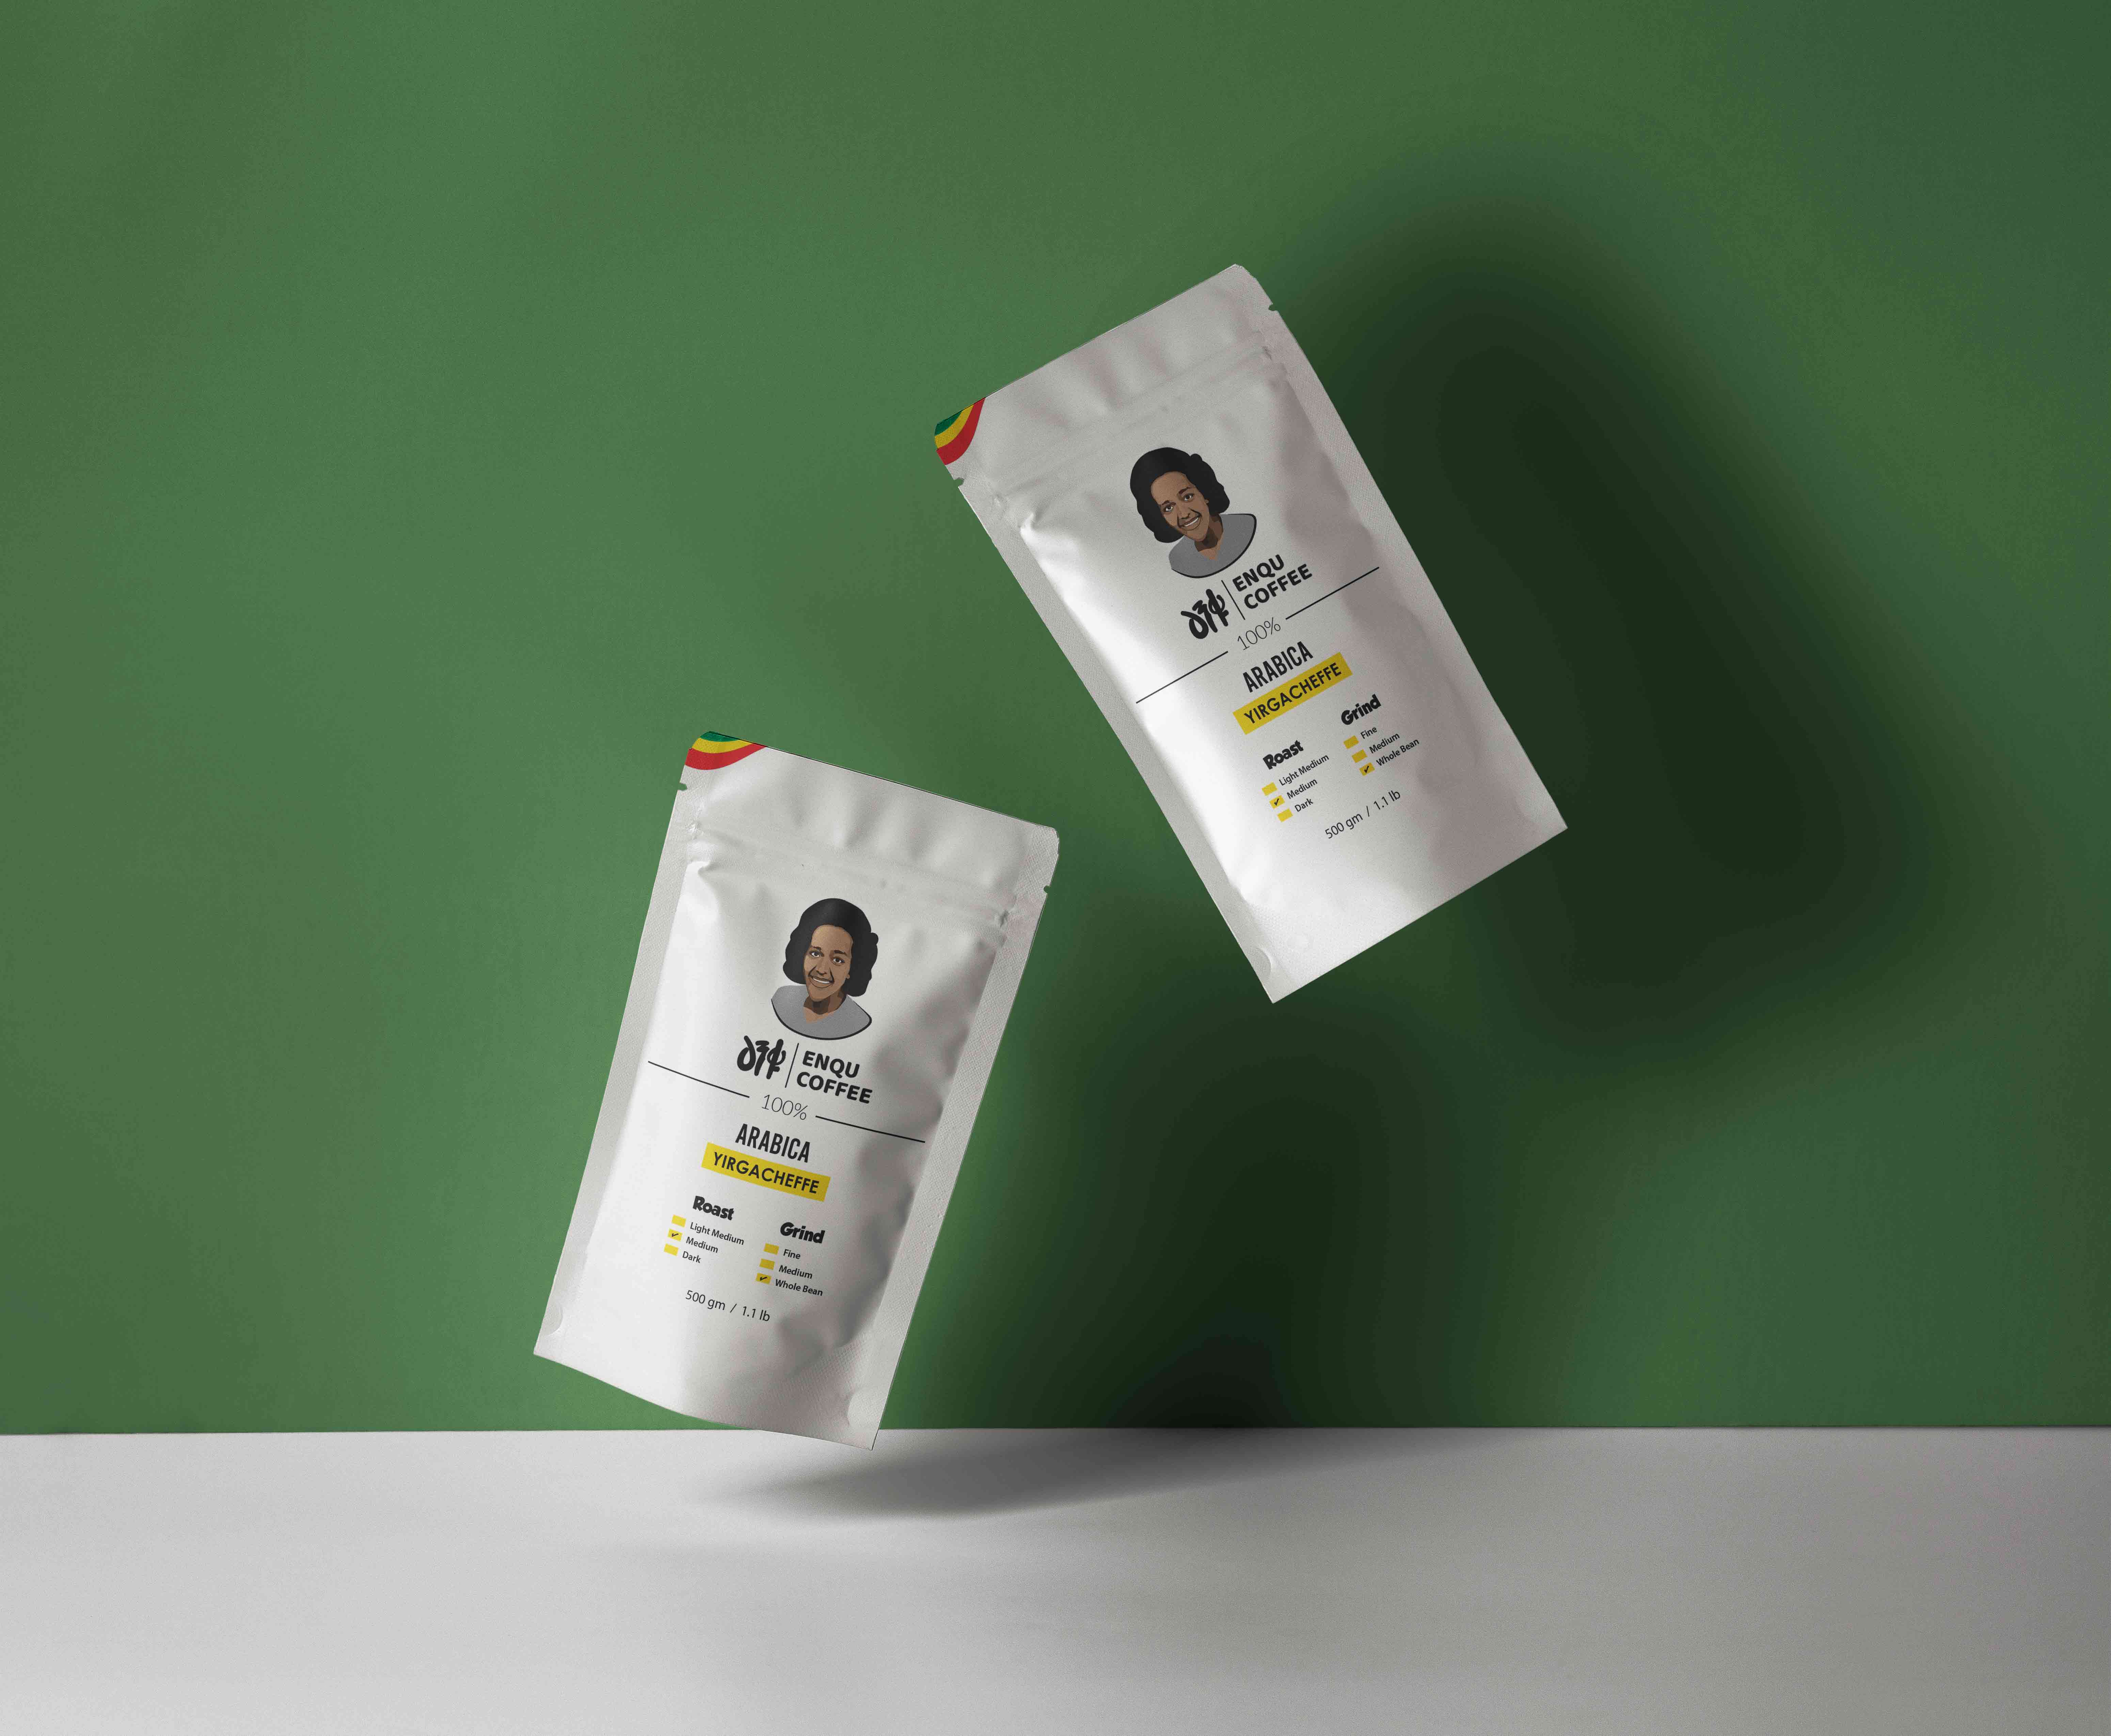 ዕንቁ ENQU
COFFEE
100%
ARABICA
YIRGACHEFFE
Roast
Light Medium
Medium
Dark
Grind
Fine
Medium
Whole Bean
500 gm / 1.1 lb
ዕንቁ ENQU
COFFEE
100%
ARABICA
YIRGACHEFFE
Roast
Light Medium
Medium
Dark
Grind
Fine
Medium
Whole Bean
500 gm / 1.1 lb